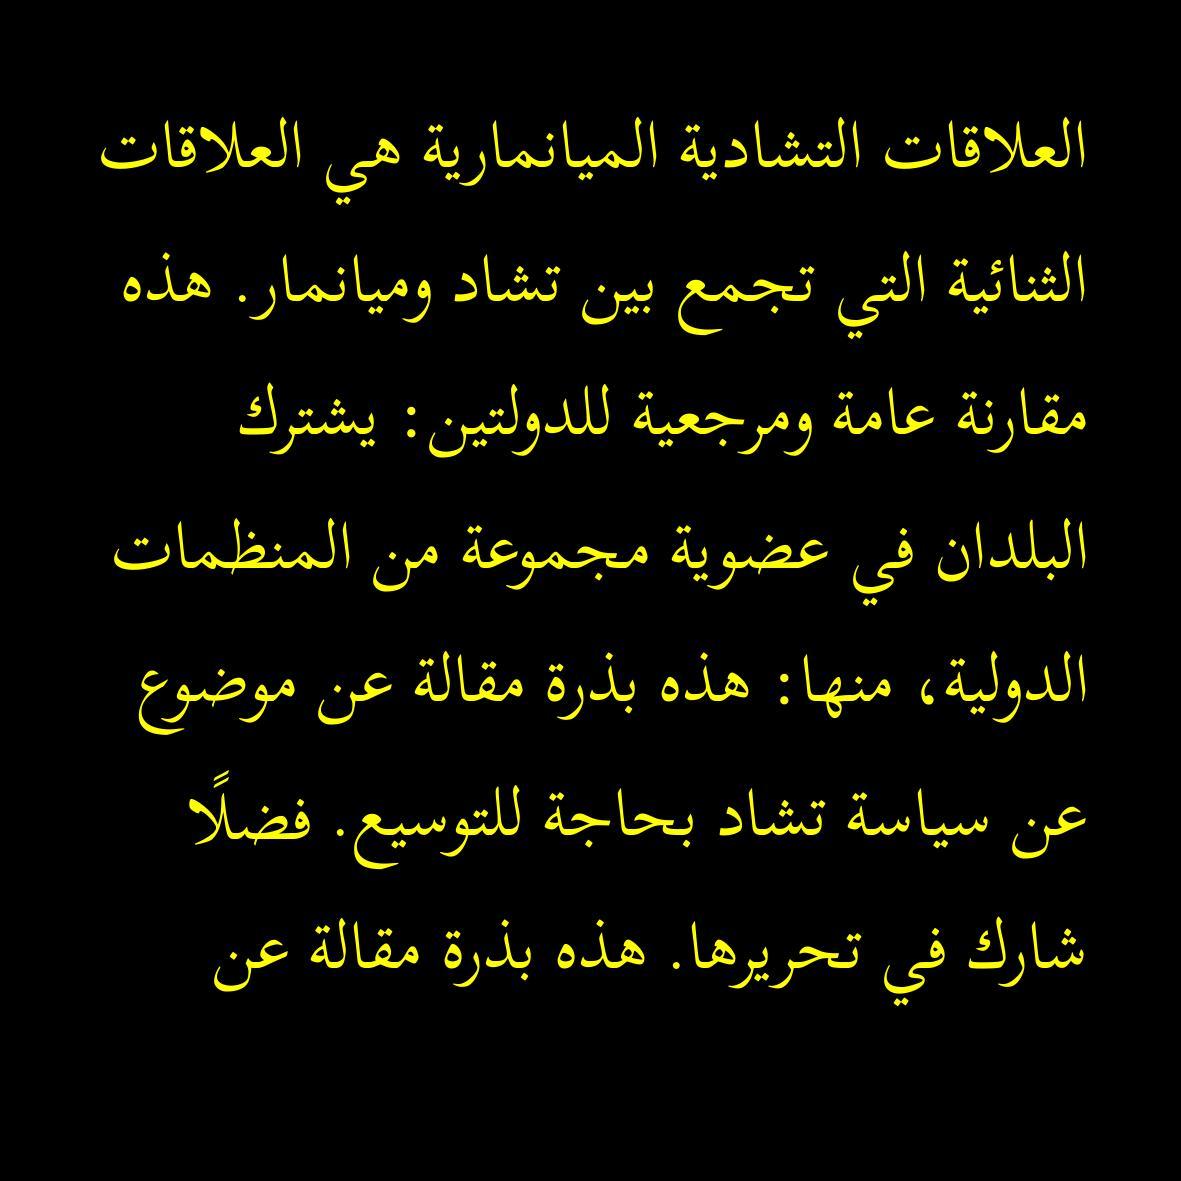 العلاقات التشادية الميانمارية هي العلاقات
الثنائية التي تجمع بين تشاد وميانمار. هذه
مقارنة عامة ومرجعية للدولتين: يشترك
البلدان في عضوية مجموعة من المنظمات
الدولية، منها: هذه بذرة مقالة عن موضوع
عن سياسة تشاد بحاجة للتوسيع. فضلًا
شارك في تحريرها. هذه بذرة مقالة عن